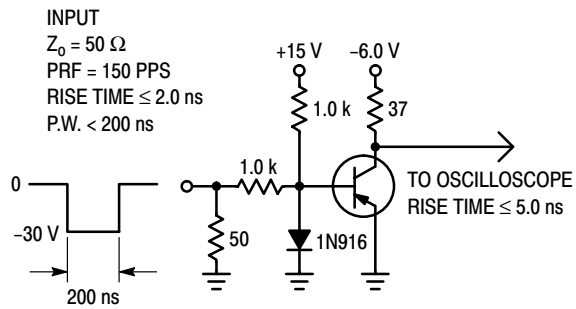 INPUT
Z₀ = 50 Ω
PRF = 150 PPS
RISE TIME ≤ 2.0 ns
P.W. < 200 ns
+15 V
−6.0 V
1.0 k
37
1.0 k
0
TO OSCILLOSCOPE
RISE TIME ≤ 5.0 ns
−30 V
50
1N916
200 ns